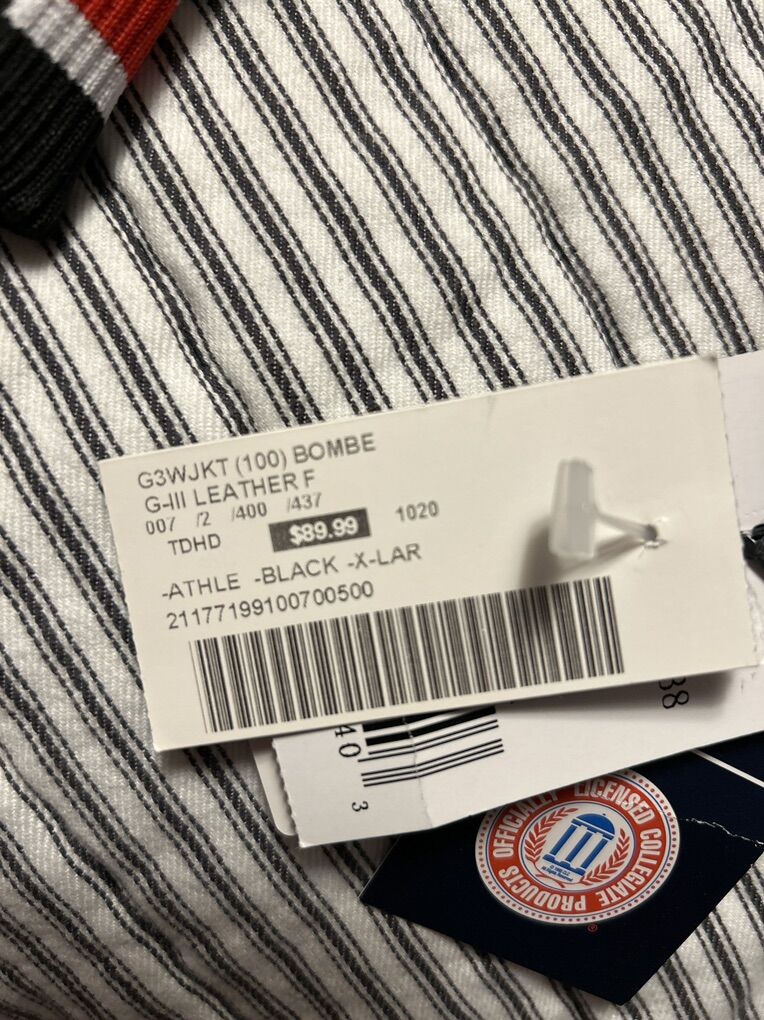 G3WJKT (100) BOMBE
G-III LEATHER F
007 /2 /400 /437
TDHD $89.99 1020
-ATHLE -BLACK -X-LAR
21177199100700500
38
40
3
OFFICIALLY LICENSED COLLEGIATE PRODUCTS
®